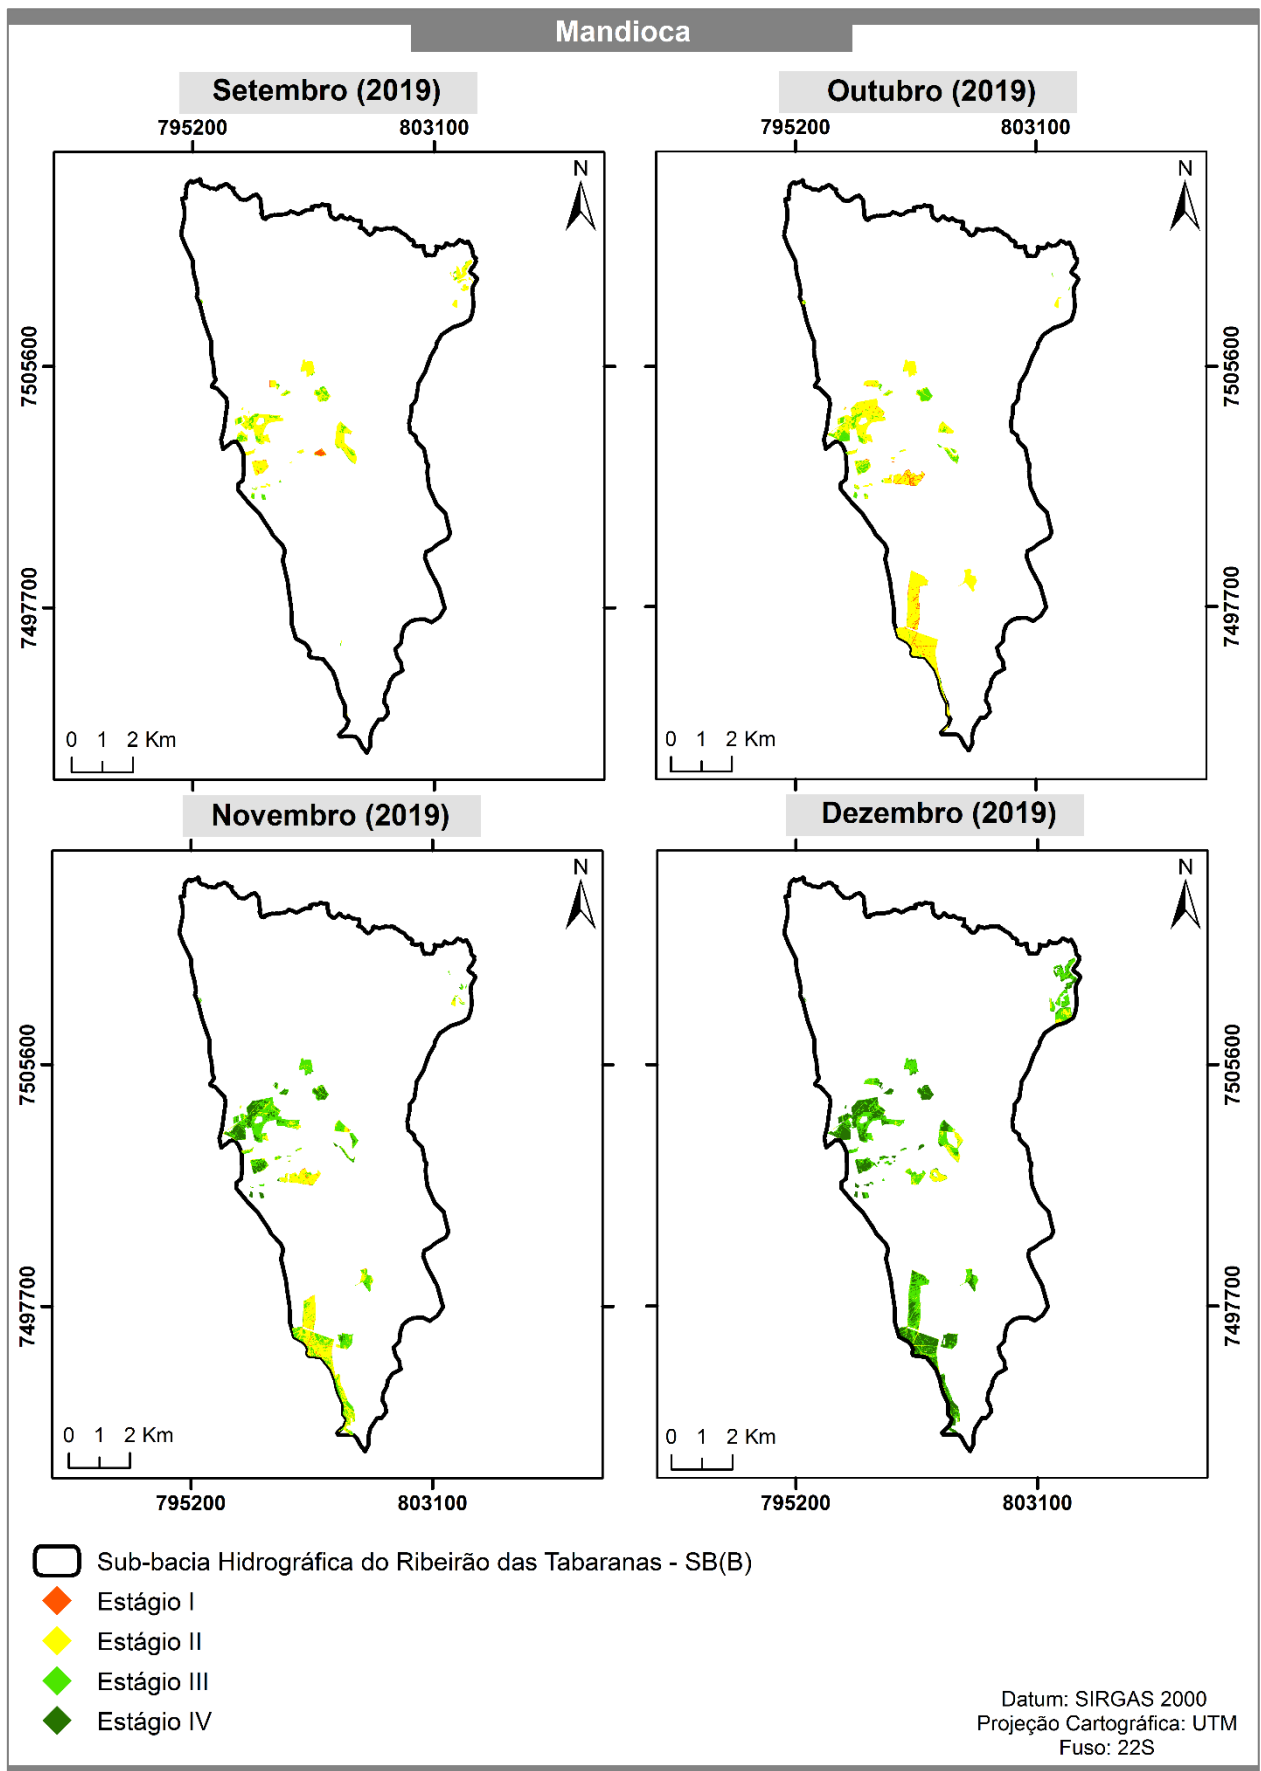 Mandioca
Setembro (2019)
795200 803100
N
7505600
7497700
0 1 2 Km
Outubro (2019)
795200 803100
N
7505600
7497700
0 1 2 Km
Novembro (2019)
N
7505600
7497700
0 1 2 Km
795200 803100
Dezembro (2019)
N
7505600
7497700
0 1 2 Km
795200 803100
Sub-bacia Hidrográfica do Ribeirão das Tabaranas - SB(B)
Estágio I
Estágio II
Estágio III
Estágio IV
Datum: SIRGAS 2000
Projeção Cartográfica: UTM
Fuso: 22S